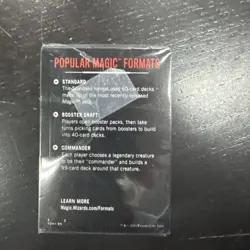 POPULAR MAGIC™ FORMATS
STANDARD
The Standard format uses 60-card decks
made up of the most recently released
Magic sets.
BOOSTER DRAFT
Players open booster packs, then take
turns picking cards from boosters to build
into 40-card decks.
COMMANDER
Each player chooses a legendary creature
to be their "commander" and builds a
99-card deck around that creature.
LEARN MORE
Magic.Wizards.com/Formats